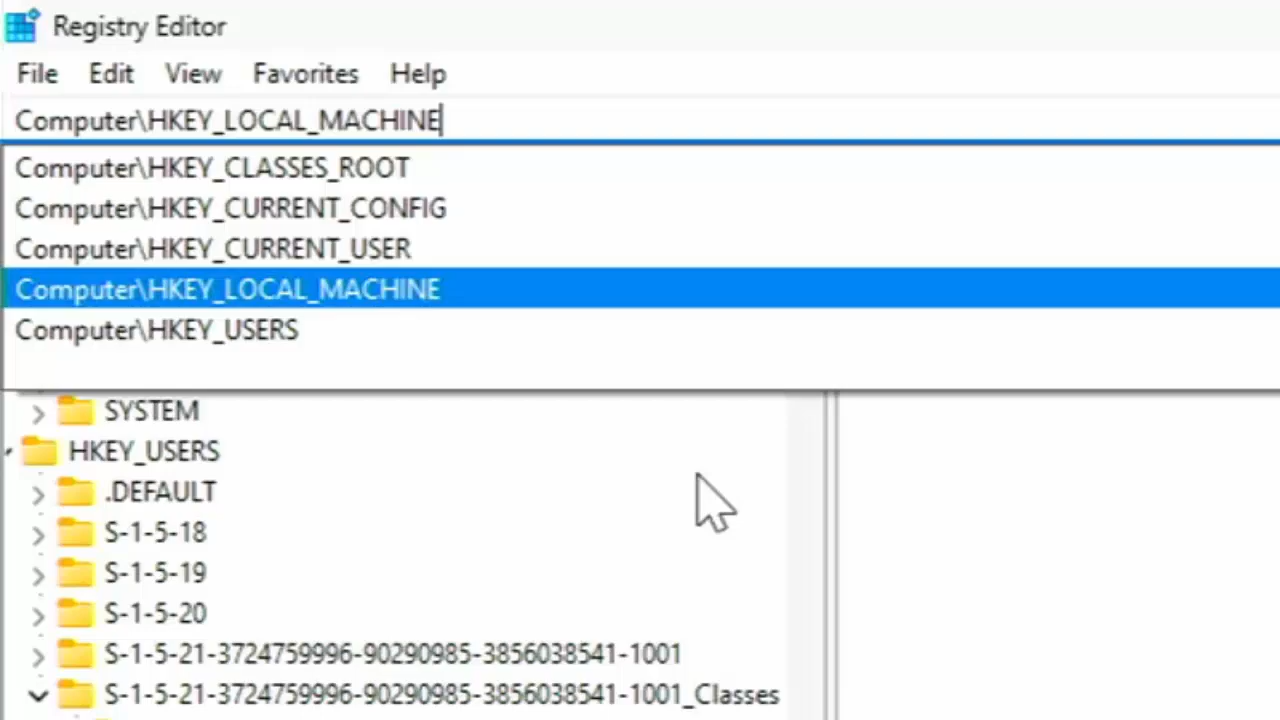 Registry Editor
File Edit View Favorites Help
Computer\HKEY_LOCAL_MACHINE
Computer\HKEY_CLASSES_ROOT
Computer\HKEY_CURRENT_CONFIG
Computer\HKEY_CURRENT_USER
Computer\HKEY_LOCAL_MACHINE
Computer\HKEY_USERS
SYSTEM
HKEY_USERS
.DEFAULT
S-1-5-18
S-1-5-19
S-1-5-20
S-1-5-21-3724759996-90290985-3856038541-1001
S-1-5-21-3724759996-90290985-3856038541-1001_Classes